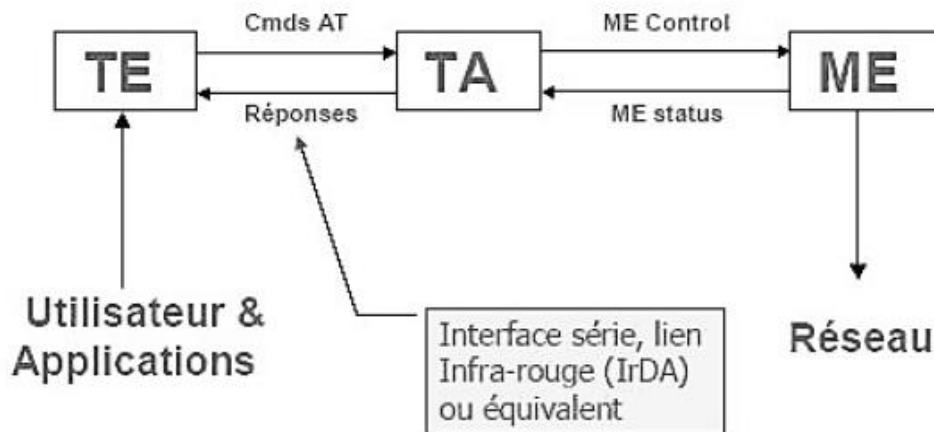 Cmds AT
ME Control
TE
TA
ME
Réponses
ME status
Utilisateur &
Applications
Interface série, lien
Infra-rouge (IrDA)
ou équivalent
Réseau